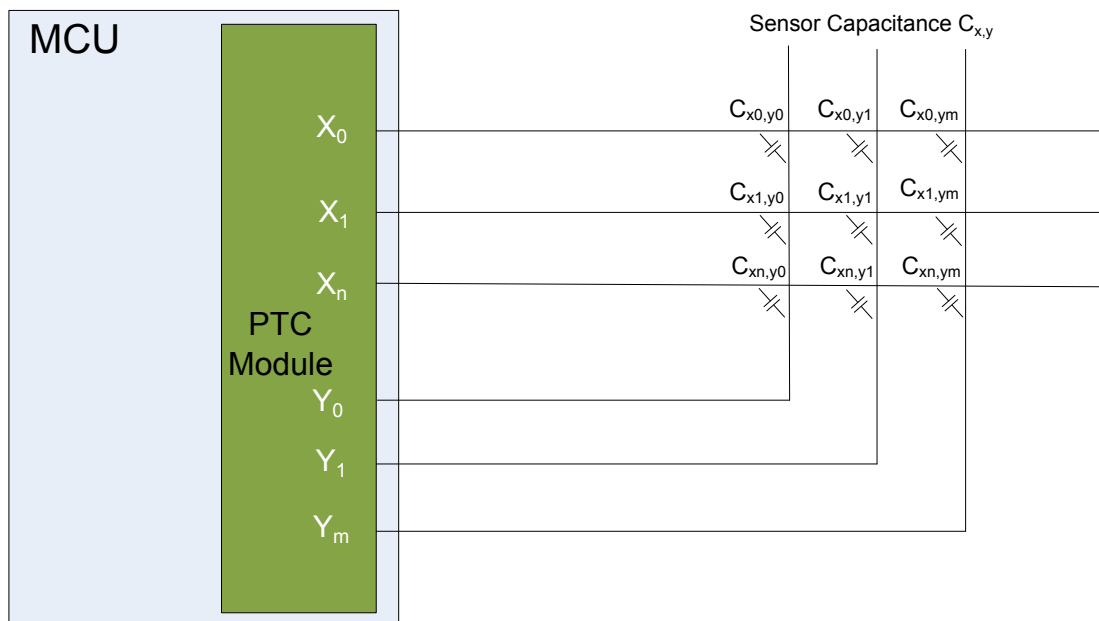 MCU
Sensor Capacitance Cx,y
X0
Cx0,y0 Cx0,y1 Cx0,ym
X1
Cx1,y0 Cx1,y1 Cx1,ym
Xn
Cxn,y0 Cxn,y1 Cxn,ym
PTC
Module
Y0
Y1
Ym